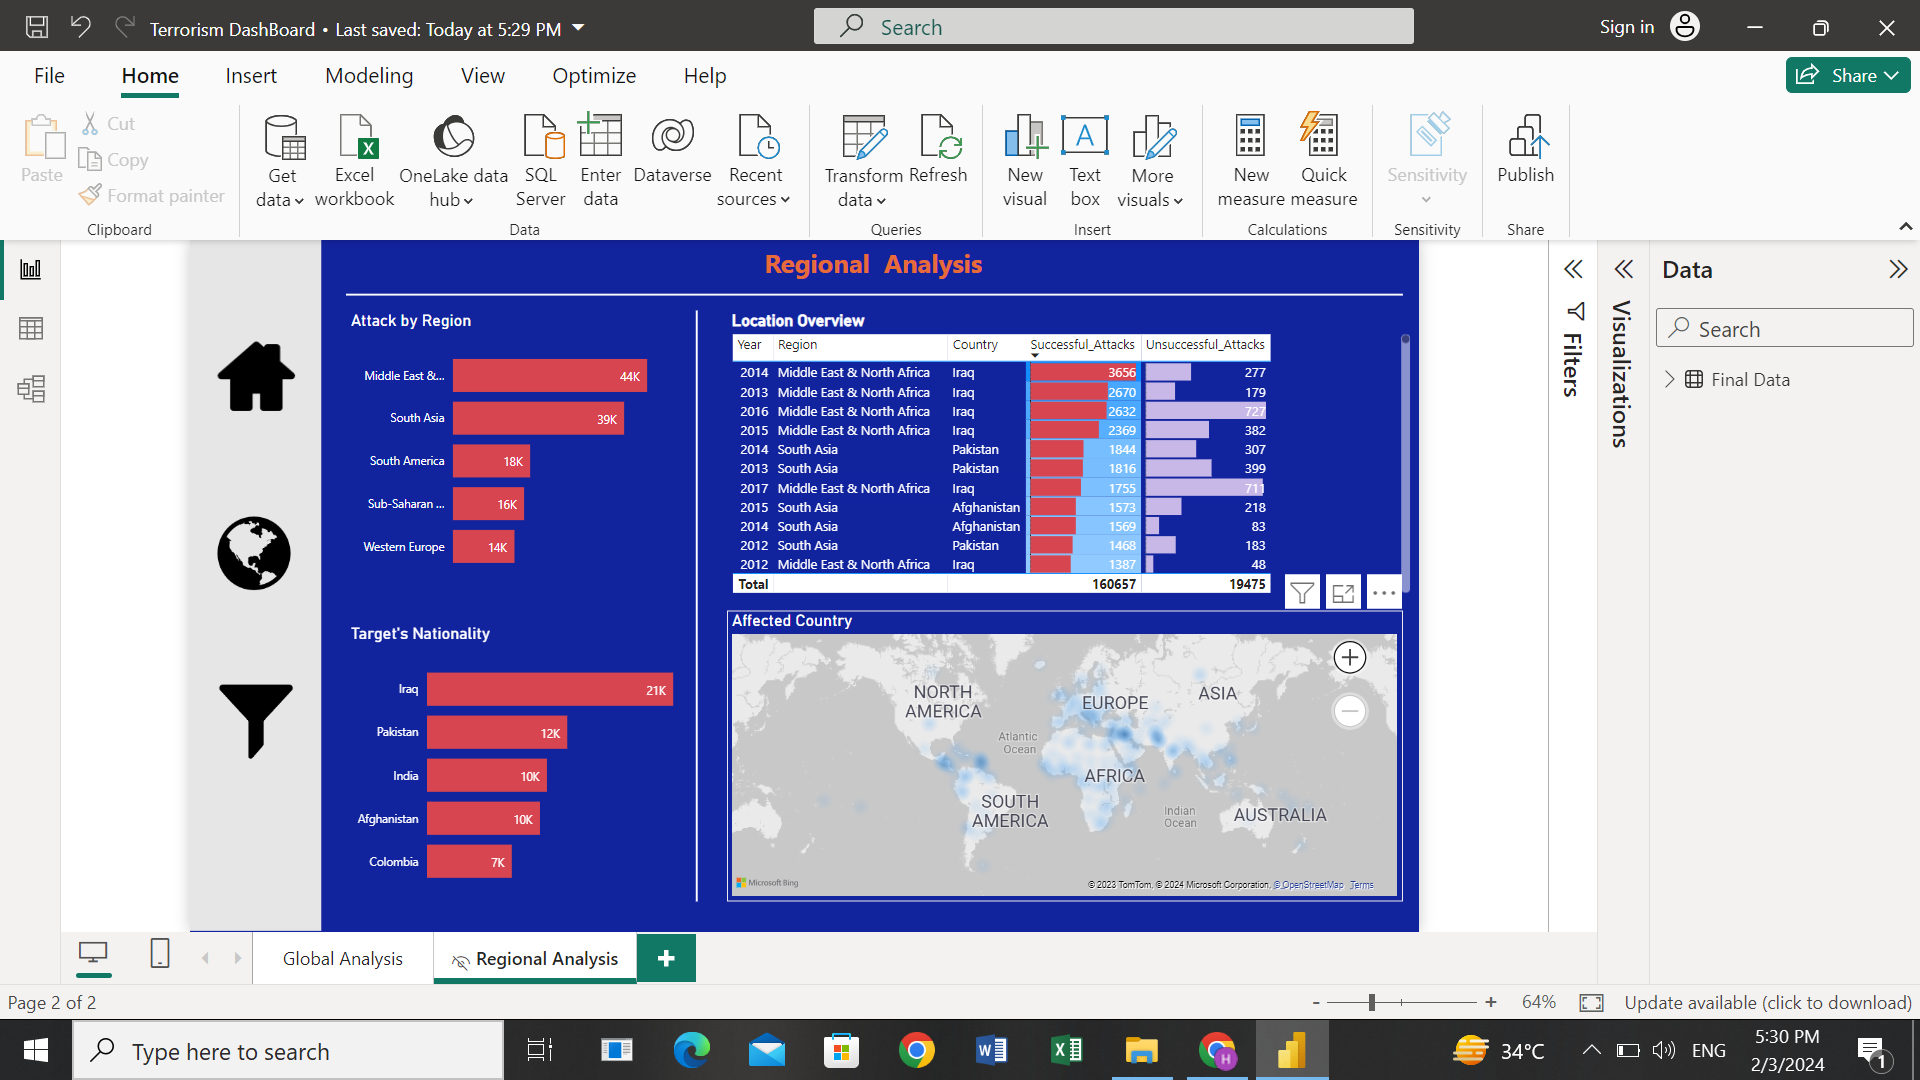 Terrorism DashBoard • Last saved: Today at 5:29 PM
Search
Sign in
File Home Insert Modeling View Optimize Help
Share
Paste
Cut
Copy
Format painter
Clipboard
Get data
Excel workbook
OneLake data hub
SQL Server
Enter data
Dataverse
Recent sources
Data
Transform data
Refresh
Queries
New visual
Text box
More visuals
Insert
New measure
Quick measure
Calculations
Sensitivity
Sensitivity
Publish
Share
Regional Analysis
Attack by Region
Middle East &... 44K
South Asia 39K
South America 18K
Sub-Saharan ... 16K
Western Europe 14K
Target's Nationality
Iraq 21K
Pakistan 12K
India 10K
Afghanistan 10K
Colombia 7K
Location Overview
Year Region Country Successful_Attacks Unsuccessful_Attacks
2014 Middle East & North Africa Iraq 3656 277
2013 Middle East & North Africa Iraq 2670 179
2016 Middle East & North Africa Iraq 2632 727
2015 Middle East & North Africa Iraq 2369 382
2014 South Asia Pakistan 1844 307
2013 South Asia Pakistan 1816 399
2017 Middle East & North Africa Iraq 1755 711
2015 South Asia Afghanistan 1573 218
2014 South Asia Afghanistan 1569 83
2012 South Asia Pakistan 1468 183
2012 Middle East & North Africa Iraq 1387 48
Total 160657 19475
Affected Country
NORTH AMERICA
EUROPE
ASIA
Atlantic Ocean
AFRICA
SOUTH AMERICA
Indian Ocean
AUSTRALIA
Microsoft Bing
© 2023 TomTom, © 2024 Microsoft Corporation, © OpenStreetMap Terms
Filters
Visualizations
Data
Search
Final Data
Global Analysis
Regional Analysis
Page 2 of 2
64%
Update available (click to download)
Type here to search
34°C
ENG
5:30 PM
2/3/2024
1